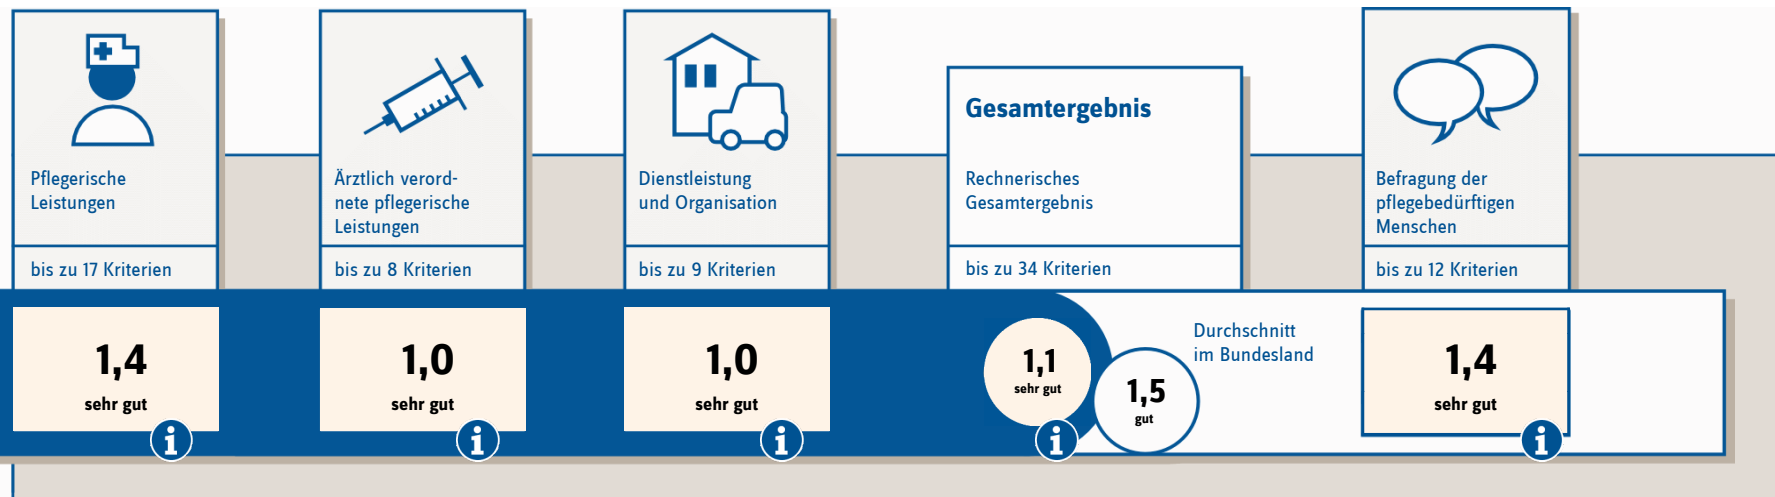 Pflegerische
Leistungen
bis zu 17 Kriterien
1,4
sehr gut
Ärztlich verord-
nete pflegerische
Leistungen
bis zu 8 Kriterien
1,0
sehr gut
Dienstleistung
und Organisation
bis zu 9 Kriterien
1,0
sehr gut
Gesamtergebnis
Rechnerisches
Gesamtergebnis
bis zu 34 Kriterien
1,1
sehr gut
1,5
gut
Durchschnitt
im Bundesland
Befragung der
pflegebedürftigen
Menschen
bis zu 12 Kriterien
1,4
sehr gut